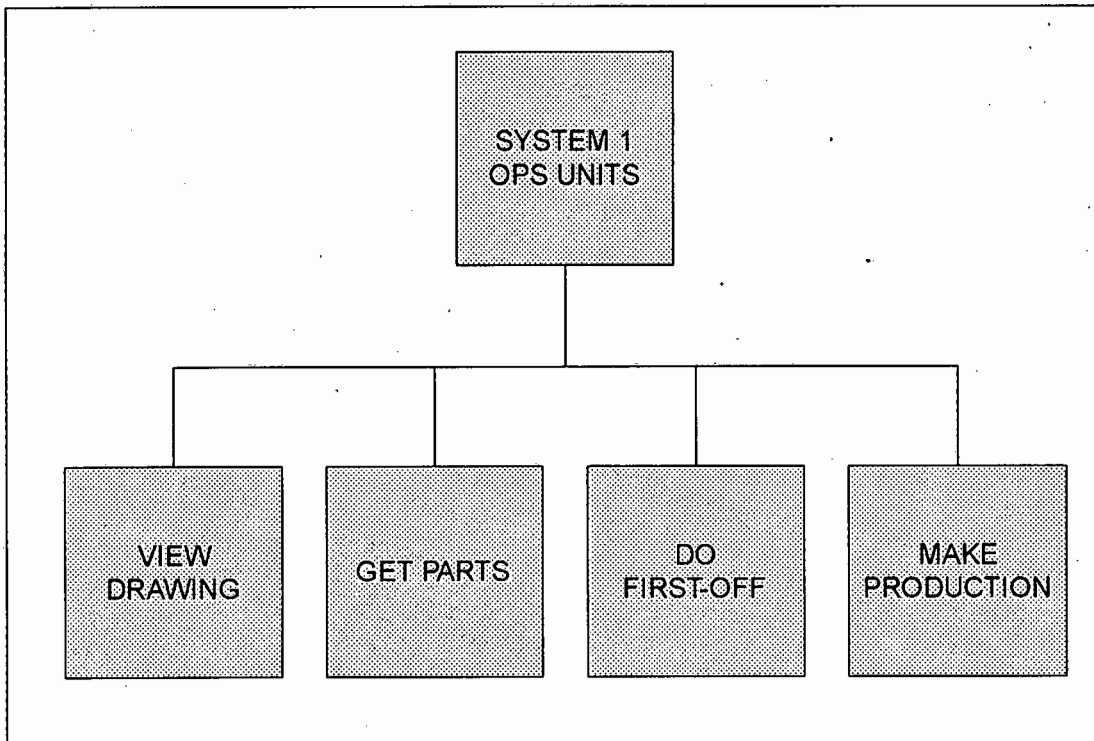 SYSTEM 1
OPS UNITS
VIEW
DRAWING
GET PARTS
DO
FIRST-OFF
MAKE
PRODUCTION